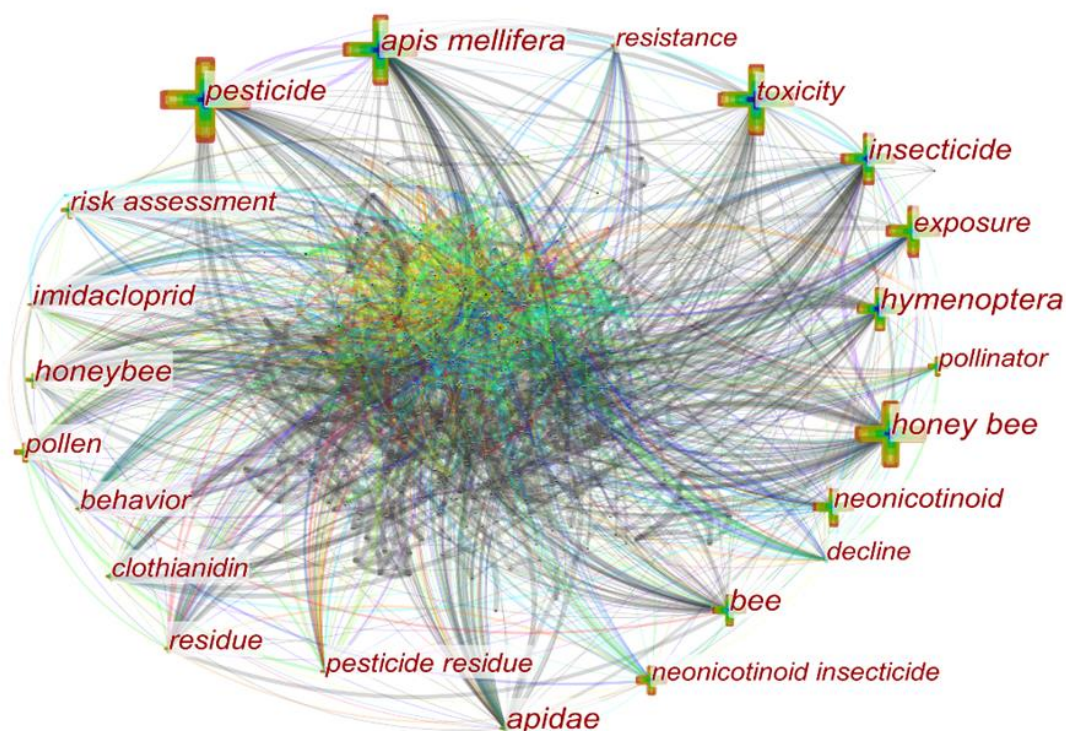 apis mellifera
resistance
pesticide
toxicity
insecticide
risk assessment
exposure
imidacloprid
hymenoptera
honeybee
pollinator
honey bee
pollen
behavior
neonicotinoid
decline
clothianidin
bee
residue
pesticide residue
neonicotinoid insecticide
apidae